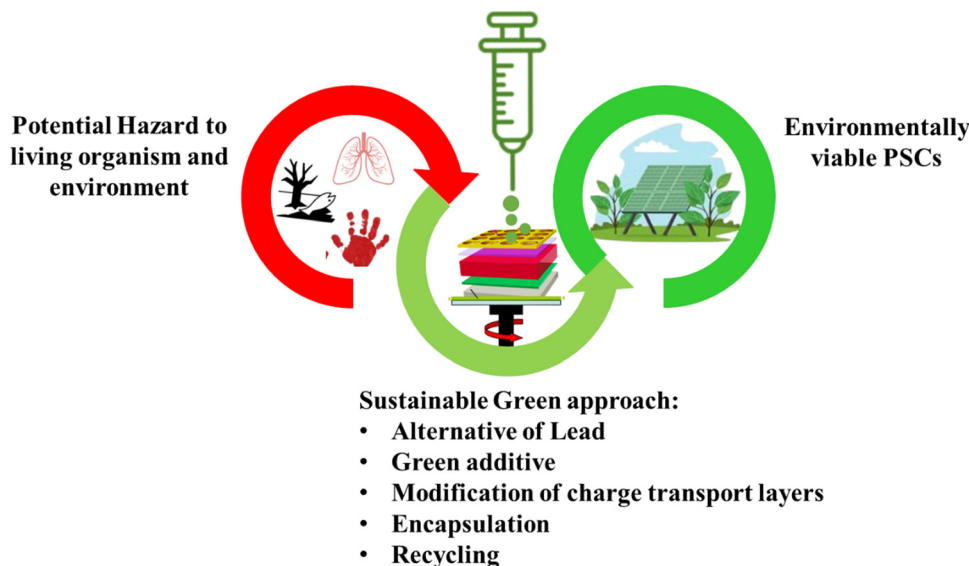 Potential Hazard to
living organism and
environment
Environmentally
viable PSCs
Sustainable Green approach:
• Alternative of Lead
• Green additive
• Modification of charge transport layers
• Encapsulation
• Recycling